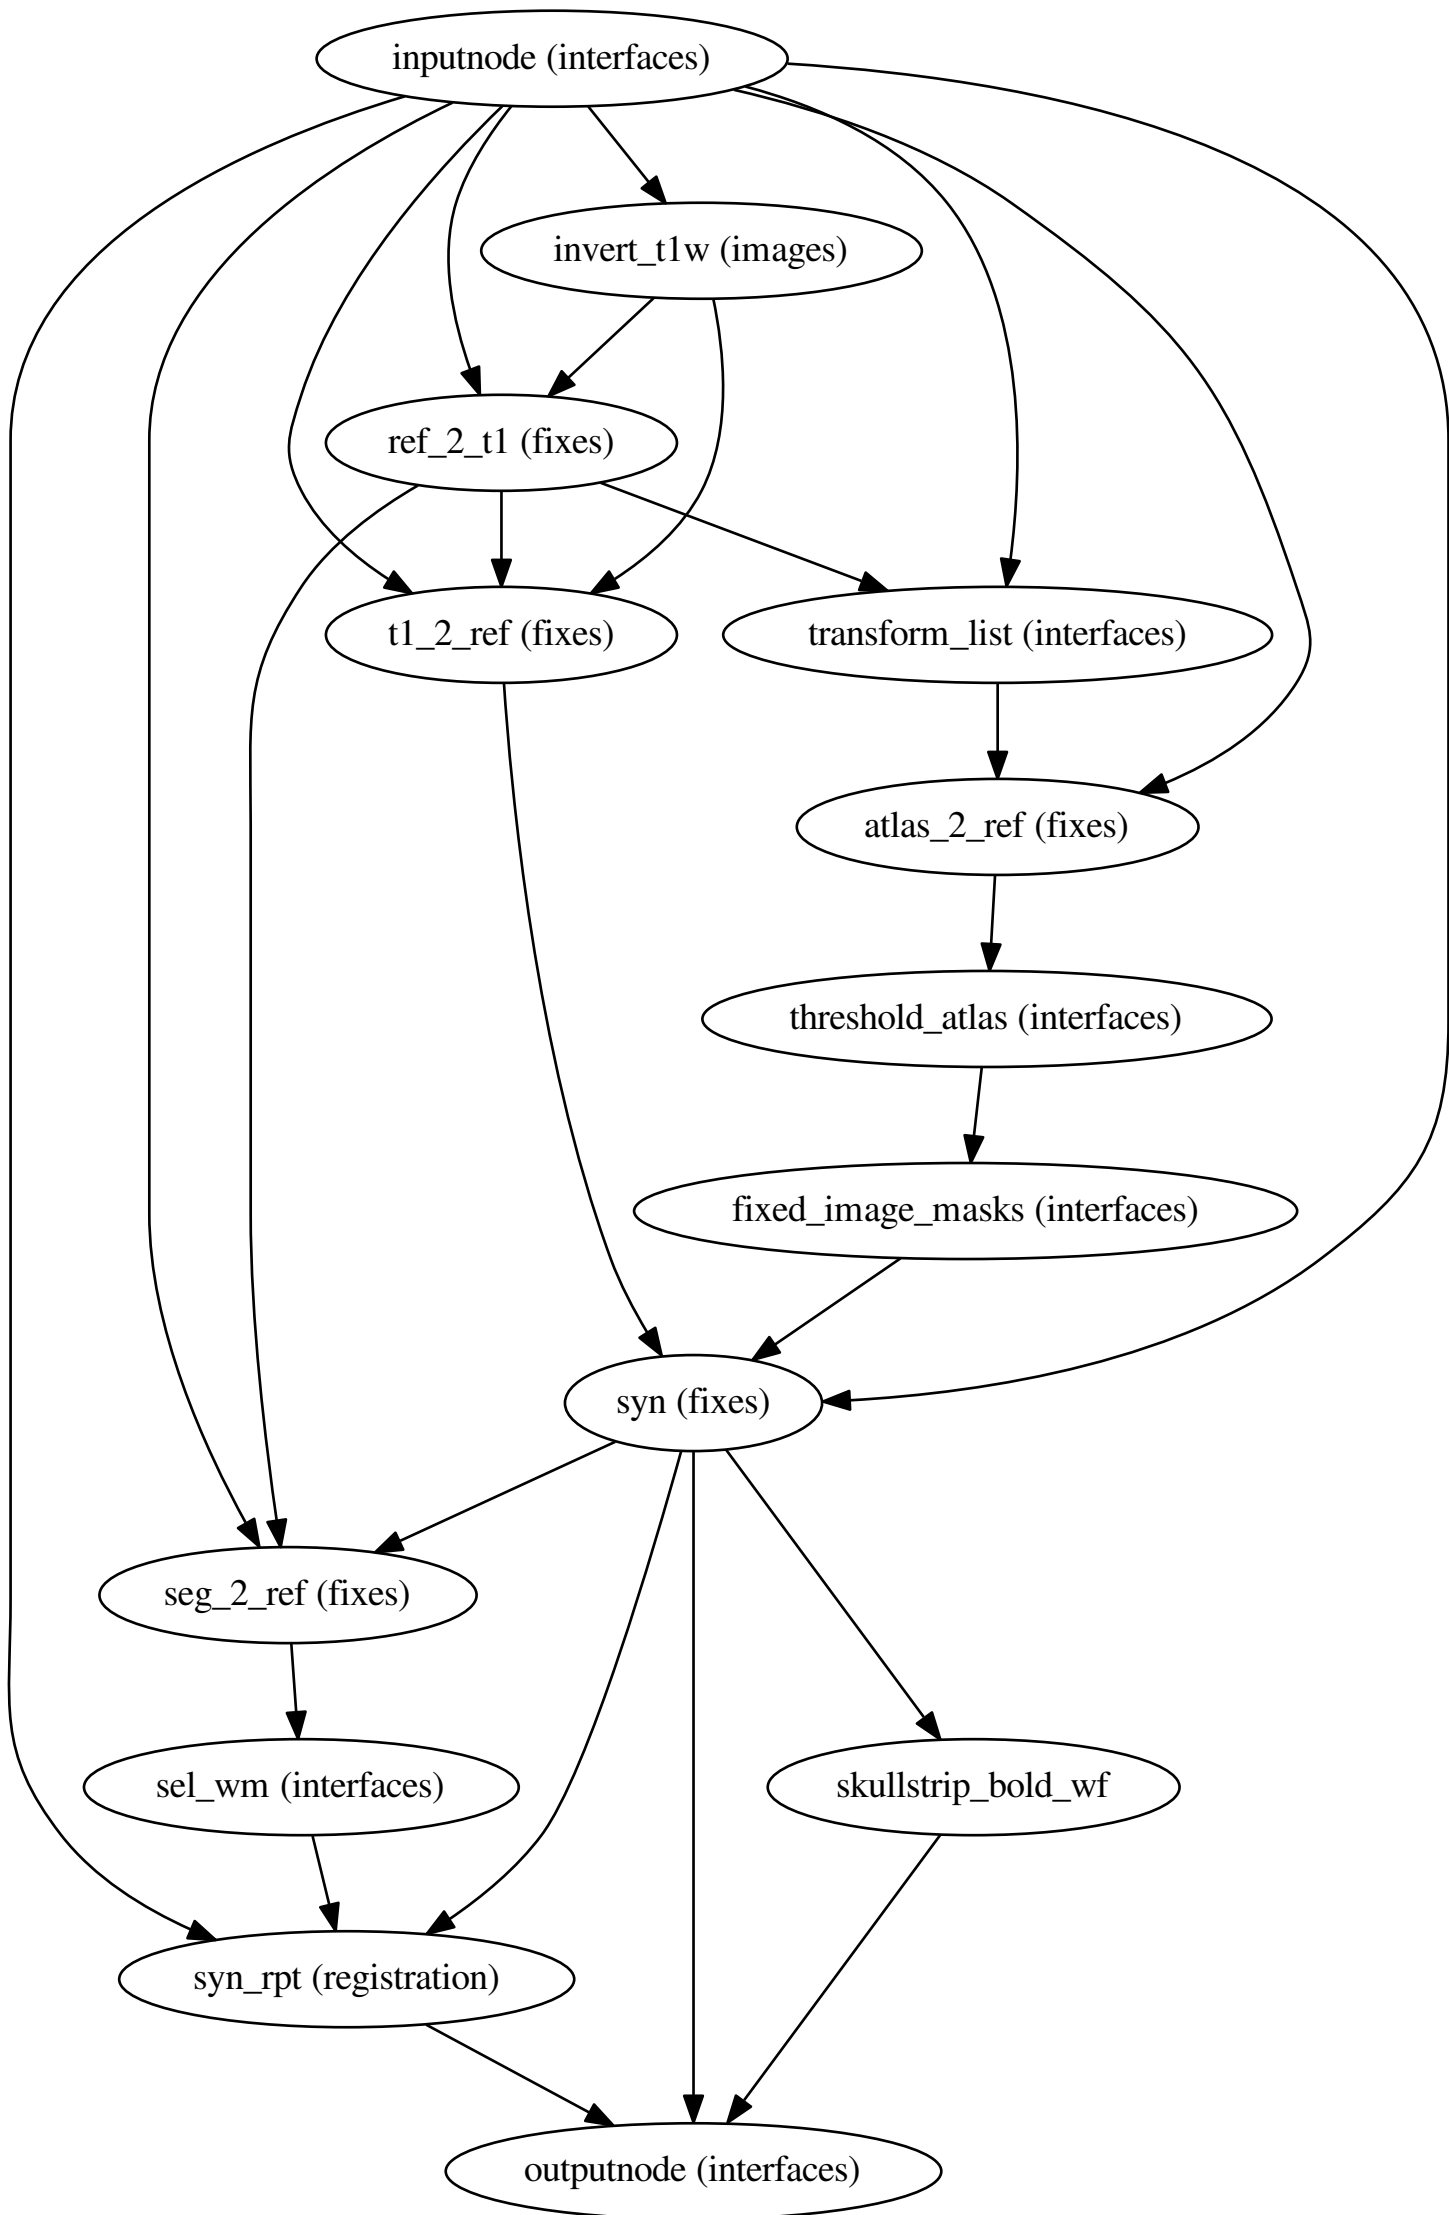 inputnode (interfaces)
invert_t1w (images)
ref_2_t1 (fixes)
t1_2_ref (fixes)
transform_list (interfaces)
atlas_2_ref (fixes)
threshold_atlas (interfaces)
fixed_image_masks (interfaces)
syn (fixes)
seg_2_ref (fixes)
sel_wm (interfaces)
skullstrip_bold_wf
syn_rpt (registration)
outputnode (interfaces)